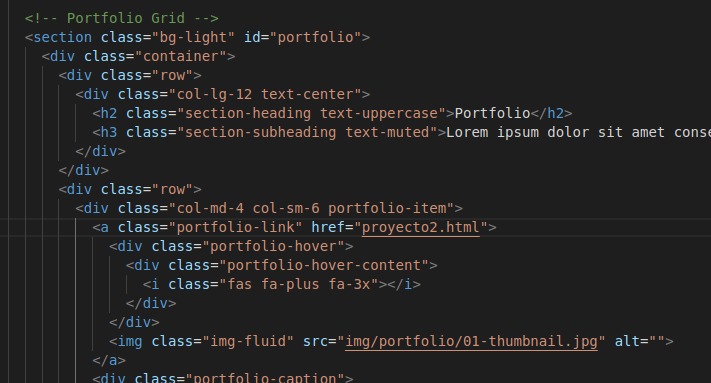 <!-- Portfolio Grid -->
<section class="bg-light" id="portfolio">
<div class="container">
<div class="row">
<div class="col-lg-12 text-center">
<h2 class="section-heading text-uppercase">Portfolio</h2>
<h3 class="section-subheading text-muted">Lorem ipsum dolor sit amet conse
</div>
</div>
<div class="row">
<div class="col-md-4 col-sm-6 portfolio-item">
<a class="portfolio-link" href="proyecto2.html">
<div class="portfolio-hover">
<div class="portfolio-hover-content">
<i class="fas fa-plus fa-3x"></i>
</div>
</div>
<img class="img-fluid" src="img/portfolio/01-thumbnail.jpg" alt="">
</a>
<div class="portfolio-caption">